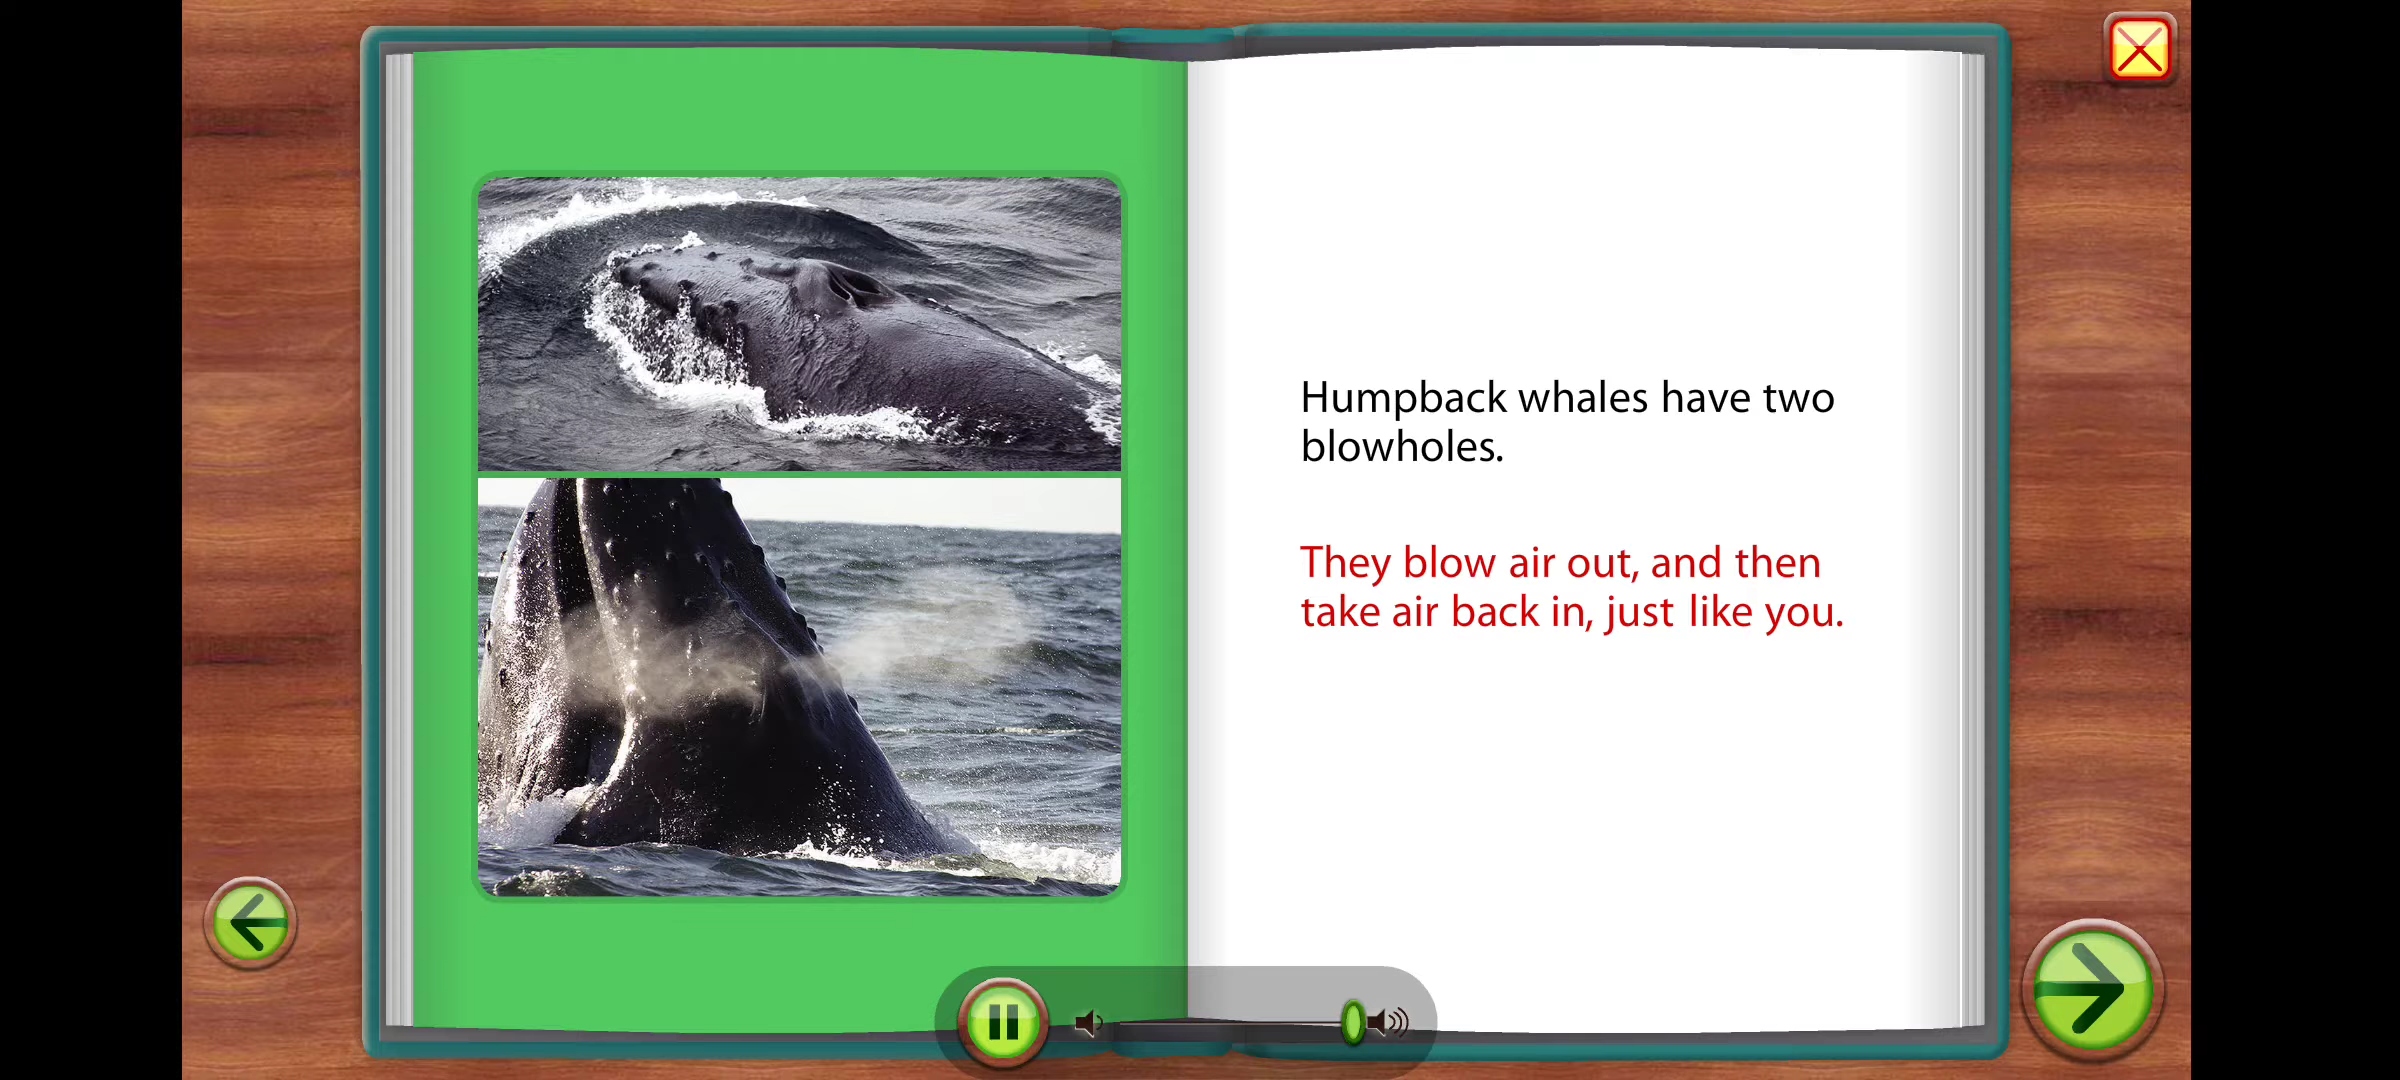 Humpback whales have two
blowholes.
They blow air out, and then
take air back in, just like you.